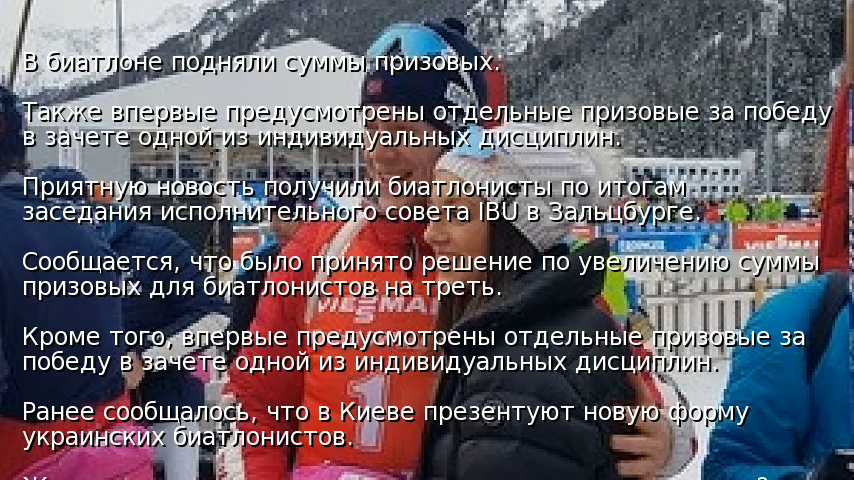 В биатлоне подняли суммы призовых.
Также впервые предусмотрены отдельные призовые за победу
в зачете одной из индивидуальных дисциплин.
Приятную новость получили биатлонисты по итогам
заседания исполнительного совета IBU в Зальцбурге.
Сообщается, что было принято решение по увеличению суммы
призовых для биатлонистов на треть.
Кроме того, впервые предусмотрены отдельные призовые за
победу в зачете одной из индивидуальных дисциплин.
Ранее сообщалось, что в Киеве презентуют новую форму
украинских биатлонистов.
VIESSMANN
1